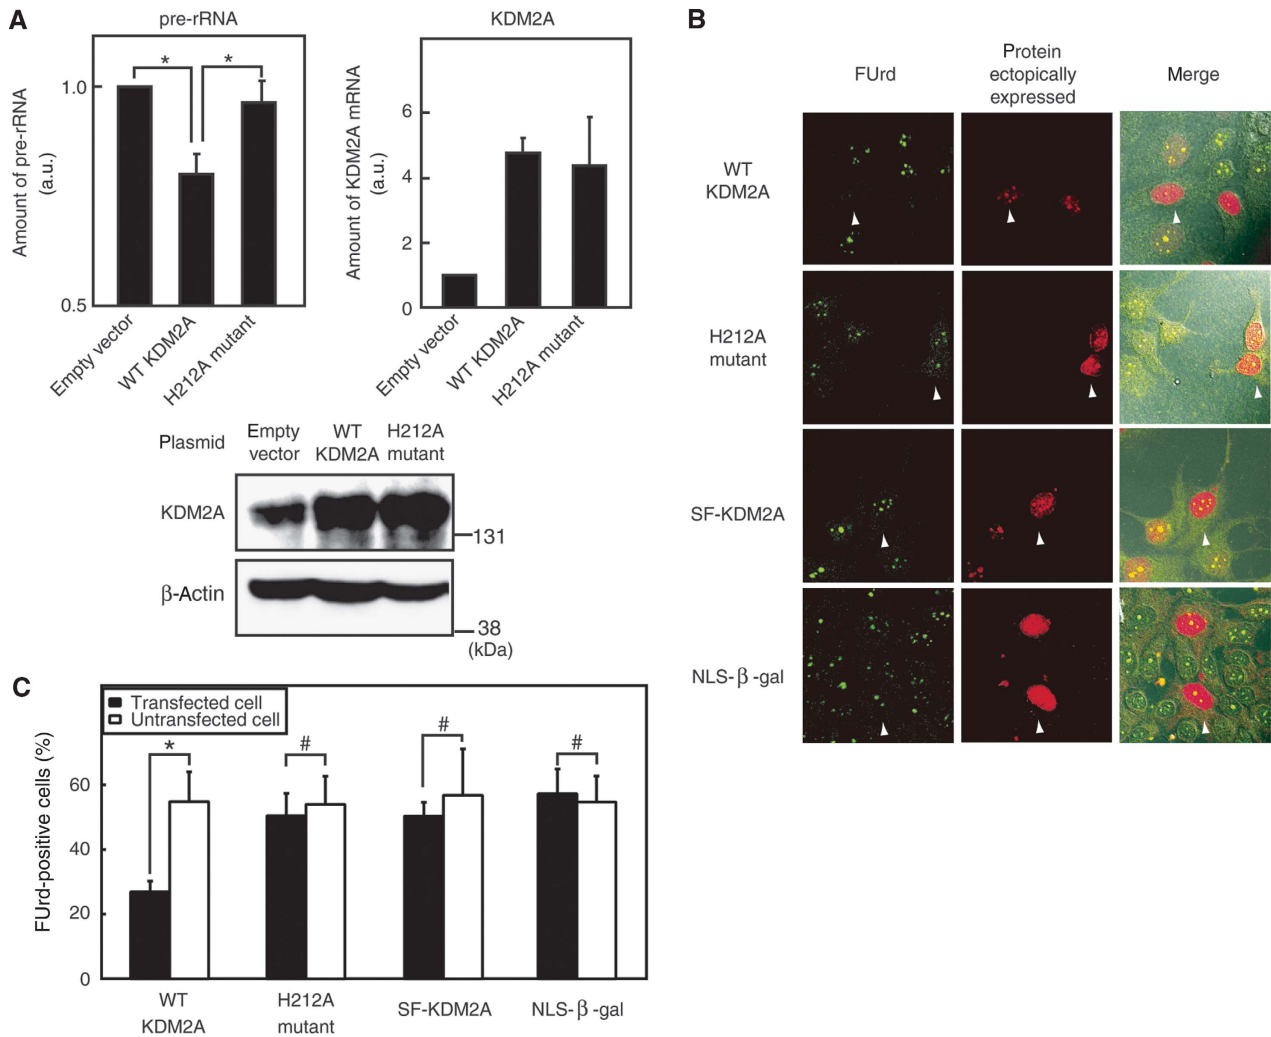 A
pre-rRNA
*
*
Amount of pre-rRNA
(a.u.)
1.0
0.5
Empty vector
WT KDM2A
H212A mutant
KDM2A
Amount of KDM2A mRNA
(a.u.)
6
4
2
0
Empty vector
WT KDM2A
H212A mutant
Plasmid
Empty
vector
WT
KDM2A
H212A
mutant
KDM2A
131
β-Actin
38
(kDa)
B
FUrd
Protein
ectopically
expressed
Merge
WT
KDM2A
H212A
mutant
SF-KDM2A
NLS-β-gal
C
Transfected cell
Untransfected cell
FUrd-positive cells (%)
60
40
20
0
*
#
#
#
WT
KDM2A
H212A
mutant
SF-KDM2A
NLS-β-gal